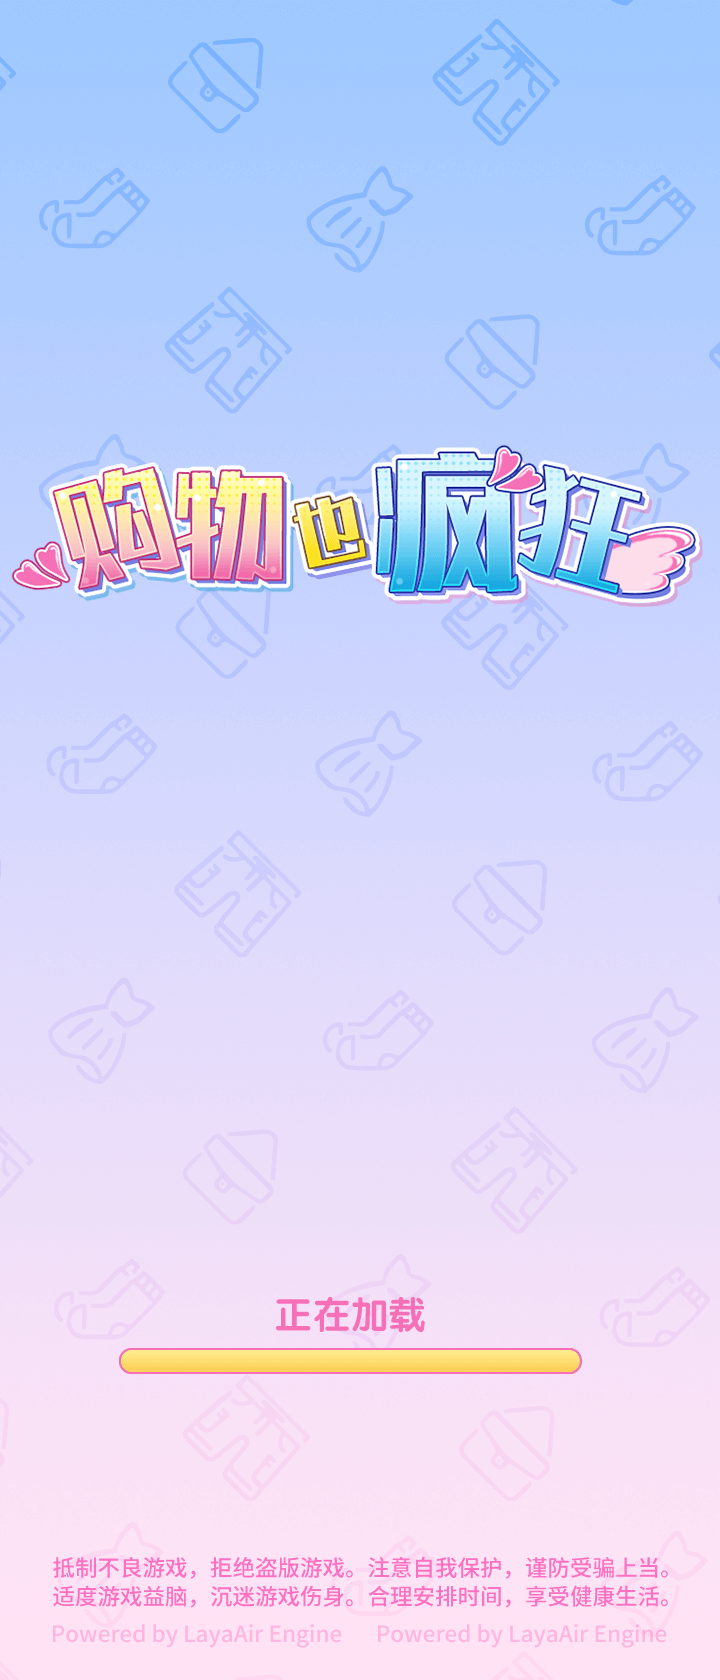 购物也疯狂
正在加载
抵制不良游戏，拒绝盗版游戏。注意自我保护，谨防受骗上当。
适度游戏益脑，沉迷游戏伤身。合理安排时间，享受健康生活。
Powered by LayaAir Engine Powered by LayaAir Engine